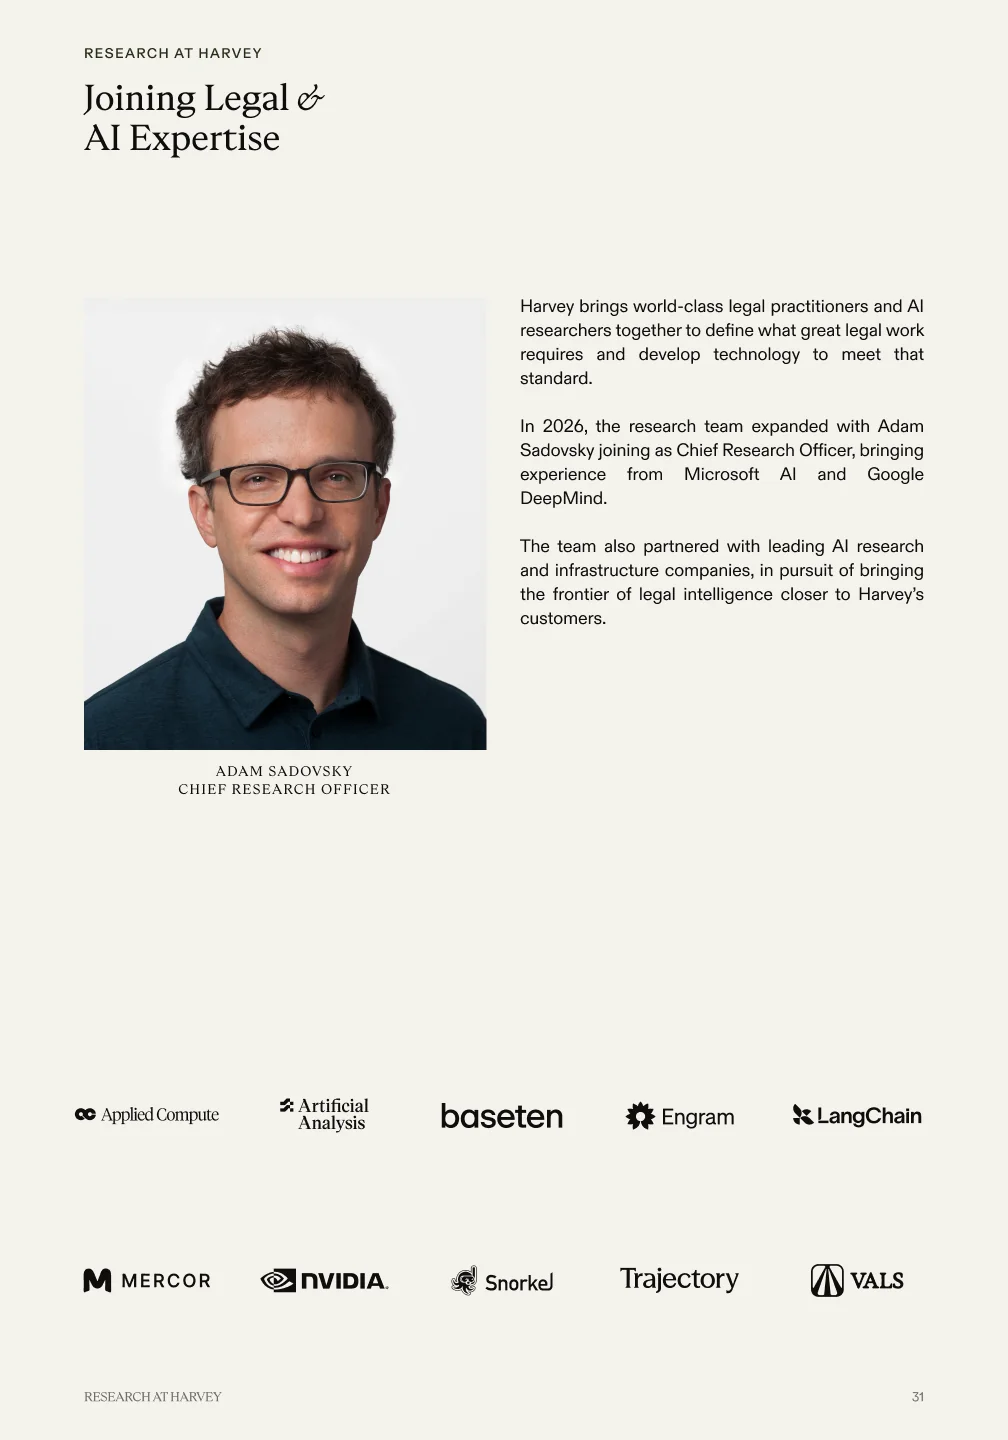 RESEARCH AT HARVEY
Joining Legal &
AI Expertise
Harvey brings world-class legal practitioners and AI
researchers together to define what great legal work
requires and develop technology to meet that
standard.
In 2026, the research team expanded with Adam
Sadovsky joining as Chief Research Officer, bringing
experience from Microsoft AI and Google
DeepMind.
The team also partnered with leading AI research
and infrastructure companies, in pursuit of bringing
the frontier of legal intelligence closer to Harvey’s
customers.
ADAM SADOVSKY
CHIEF RESEARCH OFFICER
Applied Compute
Artificial
Analysis
baseten
Engram
LangChain
MERCOR
NVIDIA
Snorkel
Trajectory
VALS
RESEARCH AT HARVEY
31